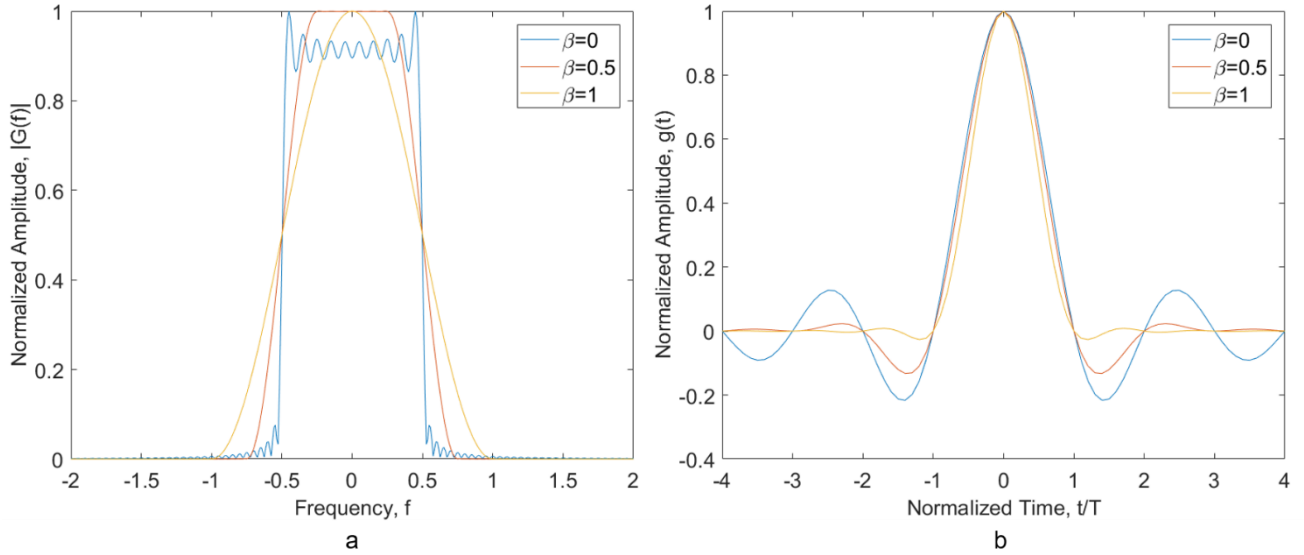 Normalized Amplitude, |G(f)|
1
0.8
0.6
0.4
0.2
0
-2
-1.5
-1
-0.5
0
0.5
1
1.5
2
Frequency, f
β=0
β=0.5
β=1
a
Normalized Amplitude, g(t)
1
0.8
0.6
0.4
0.2
0
-0.2
-0.4
-4
-3
-2
-1
0
1
2
3
4
Normalized Time, t/T
β=0
β=0.5
β=1
b